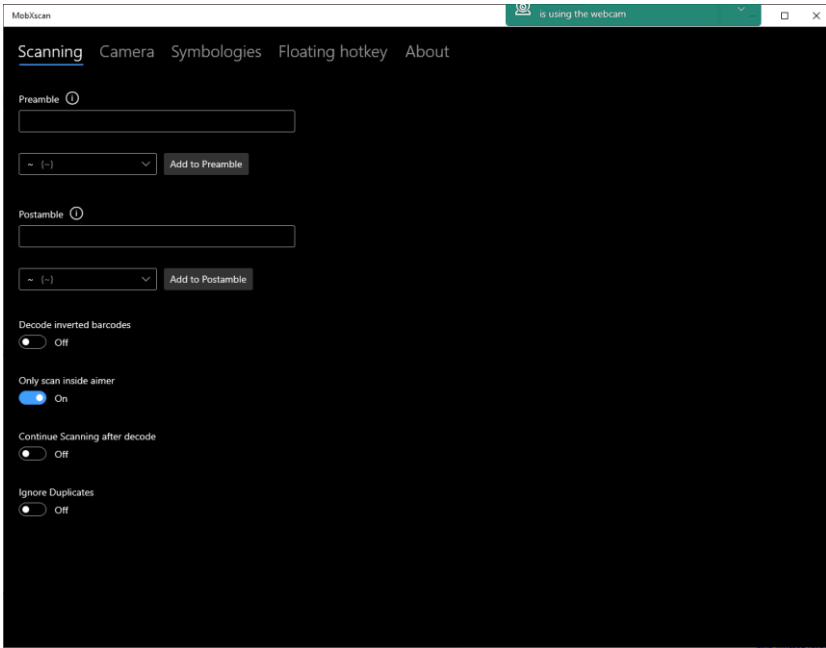 MobXscan
is using the webcam
Scanning Camera Symbologies Floating hotkey About
Preamble
~ {~} Add to Preamble
Postamble
~ {~} Add to Postamble
Decode inverted barcodes
Off
Only scan inside aimer
On
Continue Scanning after decode
Off
Ignore Duplicates
Off